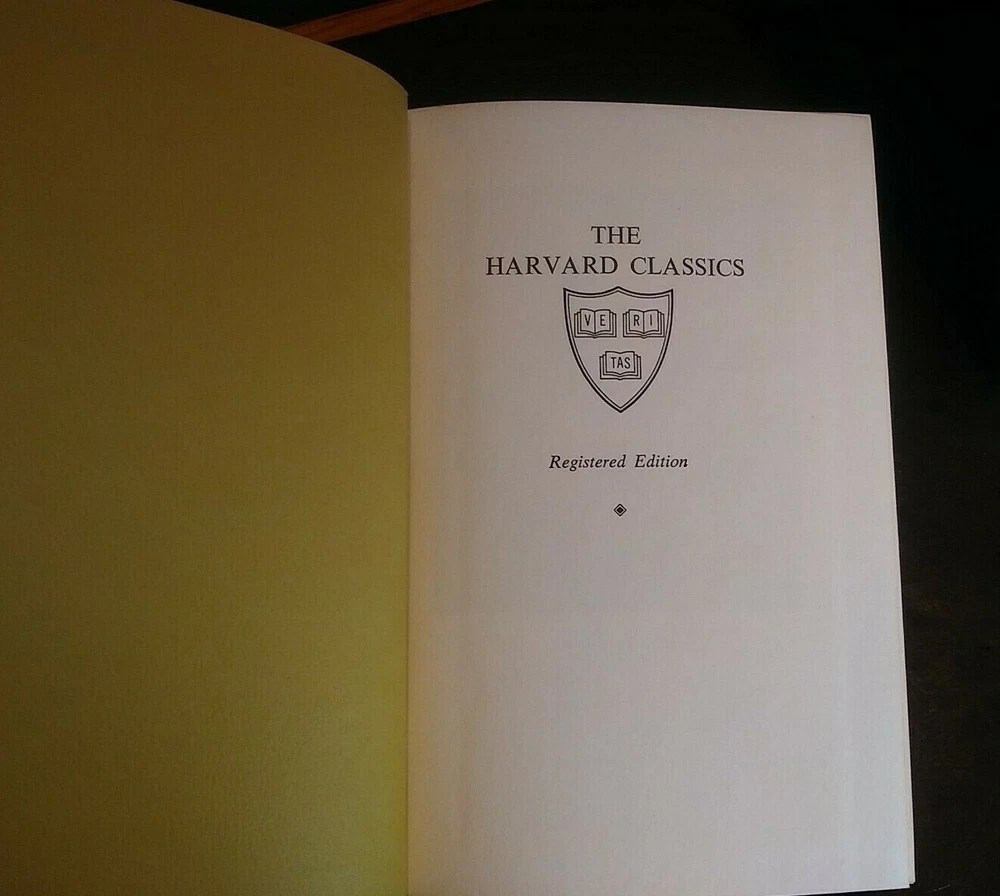 THE
HARVARD CLASSICS
VE RI
TAS
Registered Edition